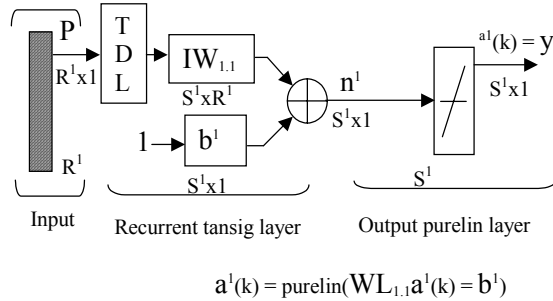 P
R¹x1
R¹
Input
T
D
L
IW₁.₁
S¹xR¹
1
b¹
S¹x1
Recurrent tansig layer
n¹
S¹x1
a¹(k) = y
S¹x1
S¹
Output purelin layer
a¹(k) = purelin(WL₁.₁a¹(k) = b¹)